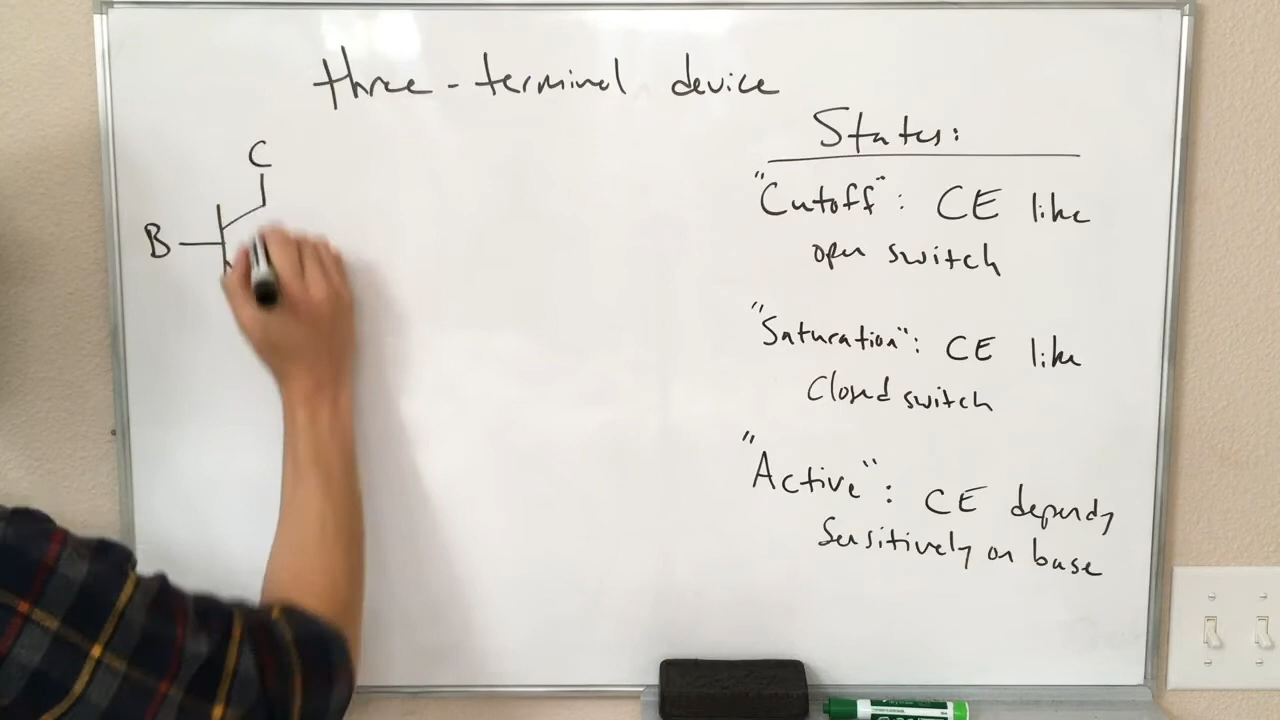 three-terminal device
States:
"Cutoff": CE like
open switch
"Saturation": CE like
Closed switch
"Active": CE depends
Sensitively on base
C
B